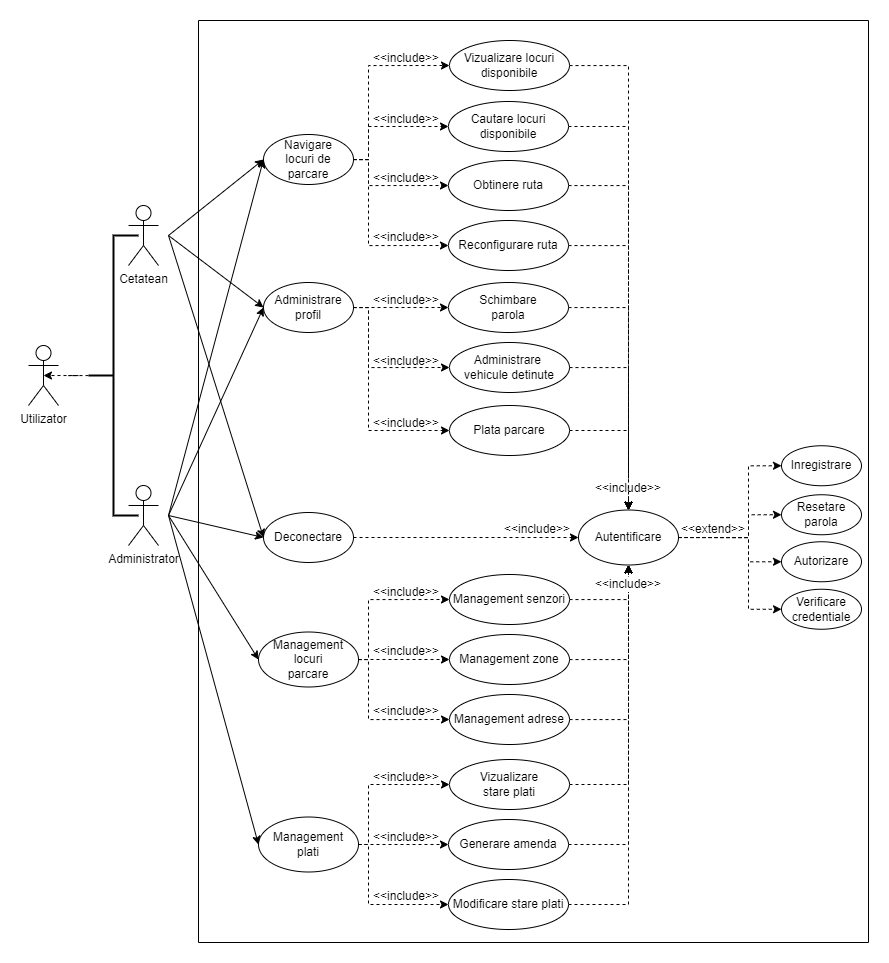 <<include>>
Vizualizare locuri
disponibile
<<include>>
Cautare locuri
disponibile
Navigare
locuri de
parcare
<<include>>
Obtinere ruta
<<include>>
Reconfigurare ruta
Cetatean
Administrare
profil
<<include>>
Schimbare
parola
<<include>>
Administrare
vehicule detinute
Utilizator
<<include>>
Plata parcare
<<include>>
Inregistrare
Resetare
parola
Administrator
Deconectare
<<include>>
Autentificare
<<extend>>
Autorizare
<<include>>
Verificare
credentiale
<<include>>
Management senzori
Management
locuri
parcare
<<include>>
Management zone
<<include>>
Management adrese
<<include>>
Vizualizare
stare plati
Management
plati
<<include>>
Generare amenda
<<include>>
Modificare stare plati